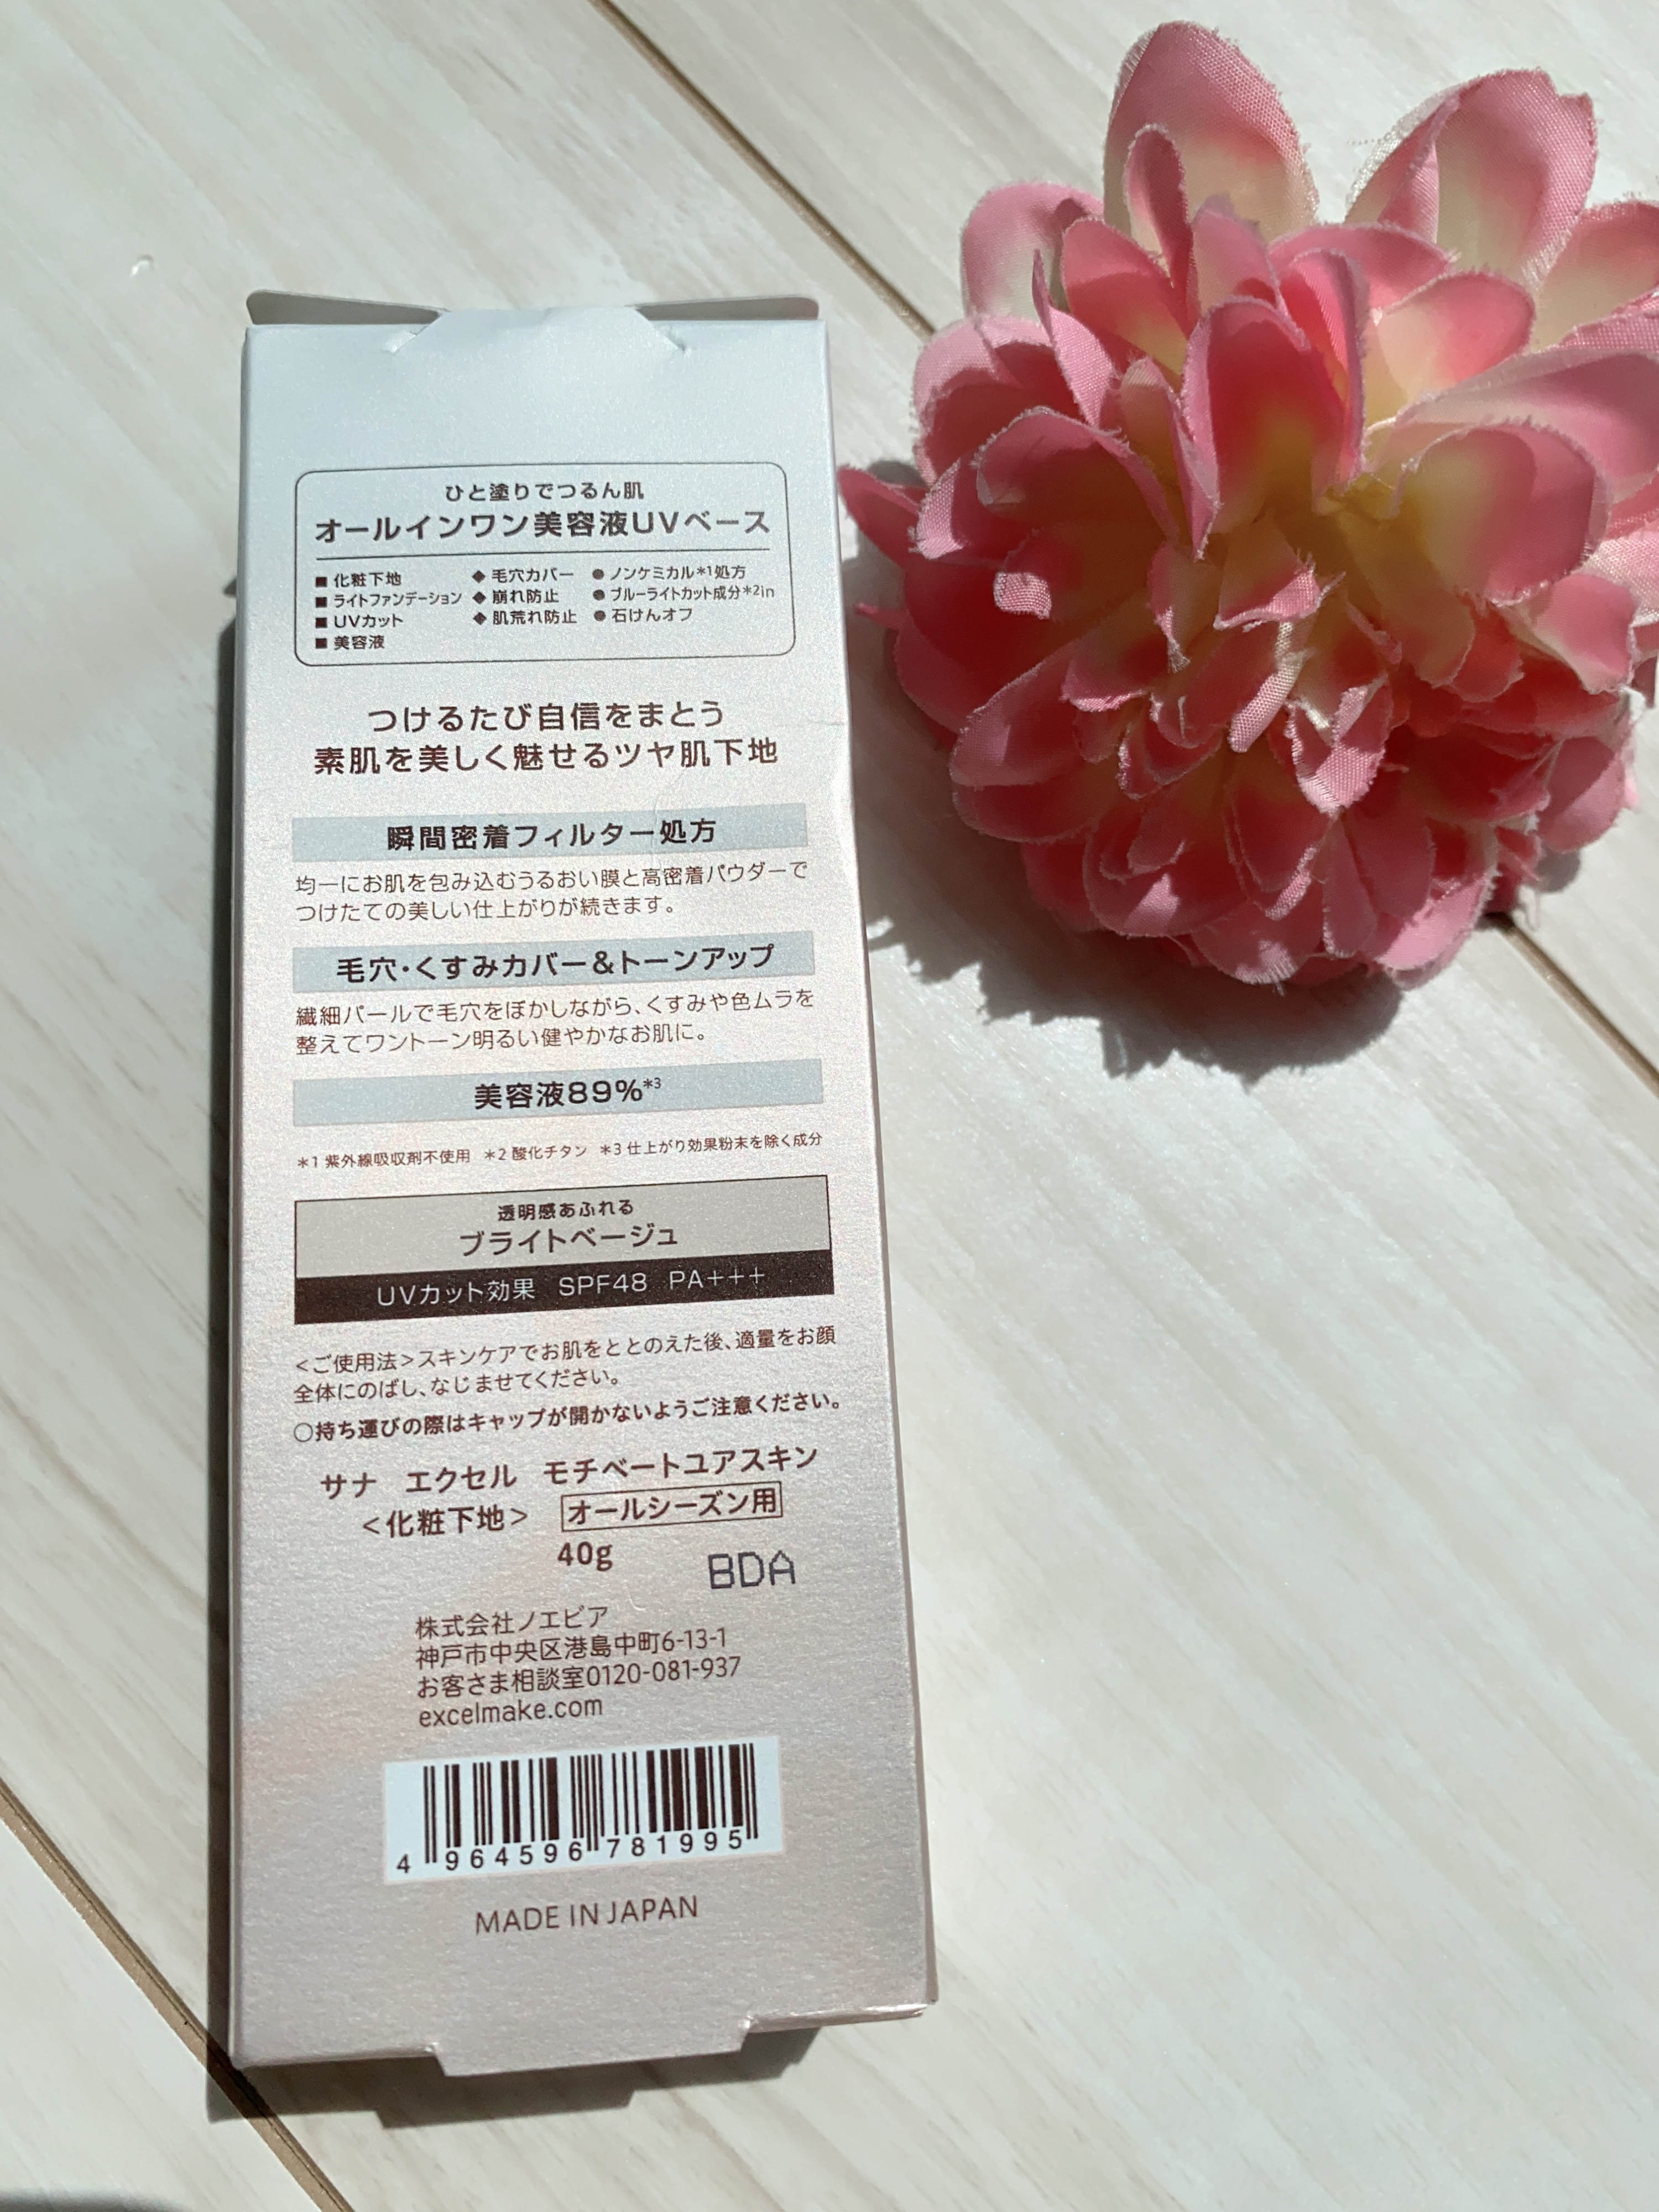 ひと塗りでつるん肌
オールインワン美容液UVベース
■ 化粧下地 ◆ 毛穴カバー ● ノンケミカル*1処方
■ ライトファンデーション ◆ 崩れ防止 ● ブルーライトカット成分*2in
■ UVカット ◆ 肌荒れ防止 ● 石けんオフ
■ 美容液
つけるたび自信をまとう
素肌を美しく魅せるツヤ肌下地
瞬間密着フィルター処方
均一にお肌を包み込むうるおい膜と高密着パウダーで
つけたての美しい仕上がりが続きます。
毛穴・くすみカバー&トーンアップ
繊細パールで毛穴をぼかしながら、くすみや色ムラを
整えてワントーン明るい健やかなお肌に。
美容液89%*3
*1 紫外線吸収剤不使用 *2 酸化チタン *3 仕上がり効果粉末を除く成分
透明感あふれる
ブライトベージュ
UVカット効果 SPF48 PA+++
<ご使用法>スキンケアでお肌をととのえた後、適量をお顔
全体にのばし、なじませてください。
○持ち運びの際はキャップが開かないようご注意ください。
サナ エクセル モチベートユアスキン
<化粧下地> オールシーズン用
40g
BDA
株式会社ノエビア
神戸市中央区港島中町6-13-1
お客さま相談室0120-081-937
excelmake.com
4 964596 781995
MADE IN JAPAN